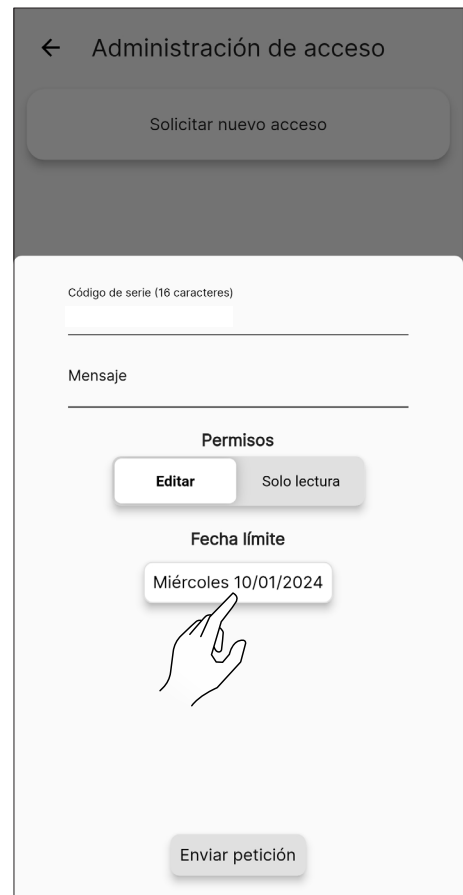 Administración de acceso
Solicitar nuevo acceso
Código de serie (16 caracteres)
Mensaje
Permisos
Editar Solo lectura
Fecha límite
Miércoles 10/01/2024
Enviar petición